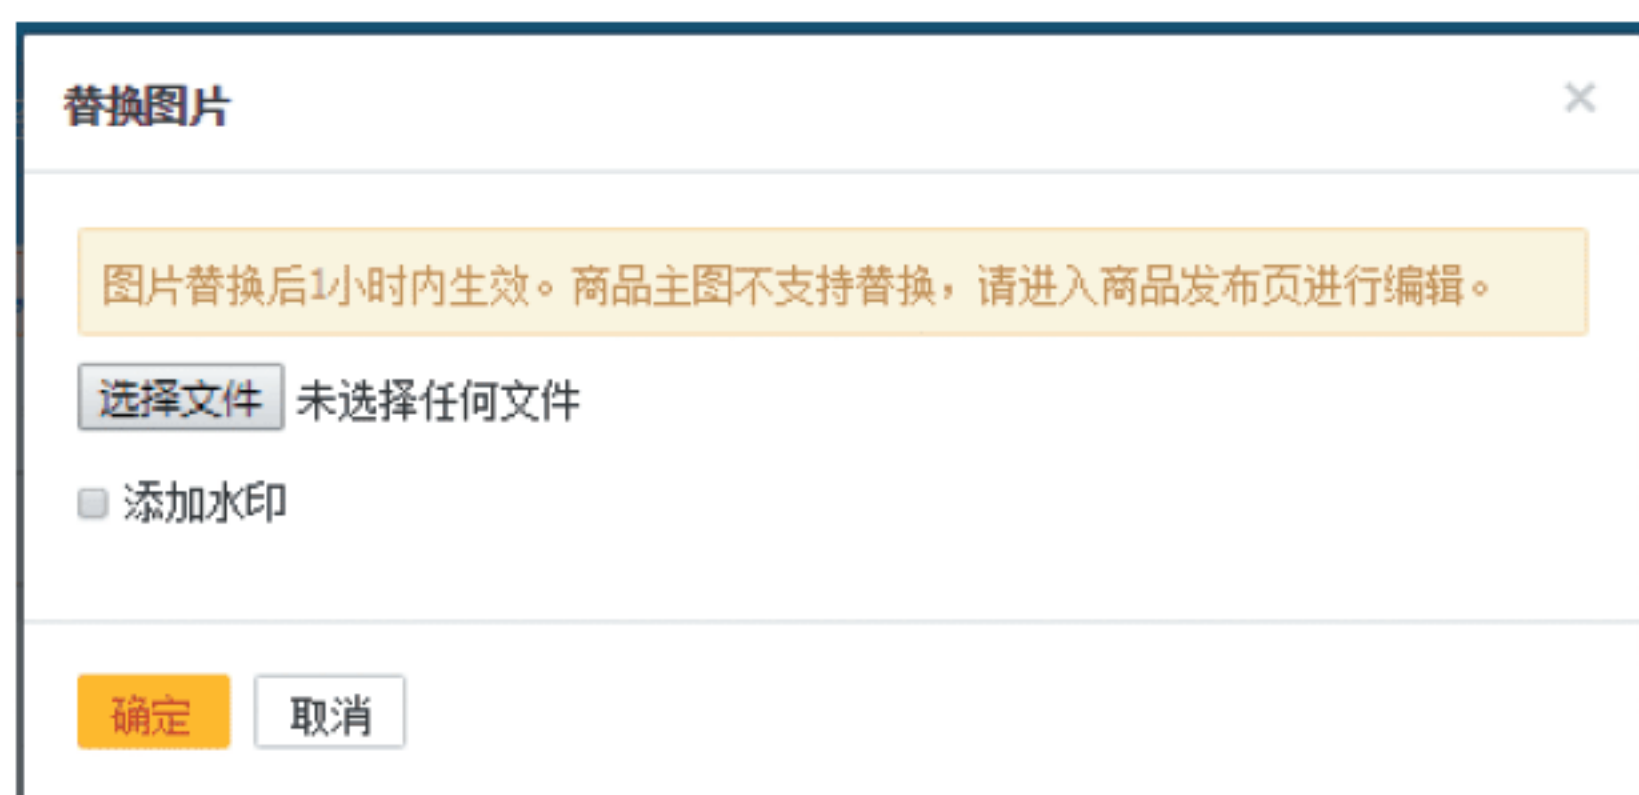 替换图片
图片替换后1小时内生效。商品主图不支持替换，请进入商品发布页进行编辑。
选择文件 未选择任何文件
添加水印
确定 取消